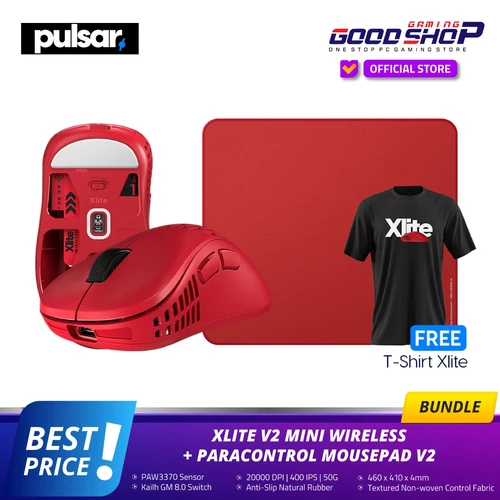 pulsar
GAMING
GOODSHOP
ONE STOP PC GAMING STORE
OFFICIAL STORE
Xlite
Xlite
Xlite
FREE
T-Shirt Xlite
BUNDLE
BEST
PRICE!
XLITE V2 MINI WIRELESS
+ PARACONTROL MOUSEPAD V2
• PAW3370 Sensor • 20000 DPI | 400 IPS | 50G • 460 x 410 x 4mm
• Kailh GM 8.0 Switch • Anti-Slip Natural Rubber • Textured Non-woven Control Fabric